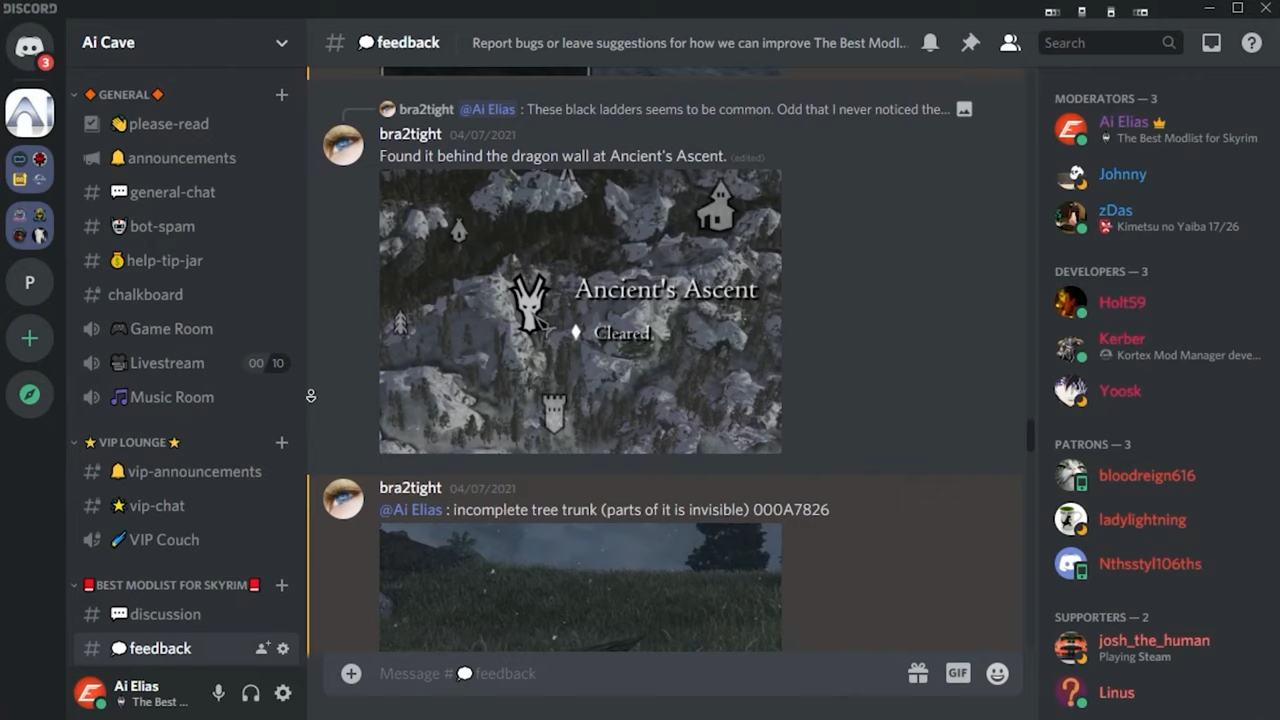 DISCORD
3
P
Ai Cave
GENERAL
please-read
announcements
general-chat
bot-spam
help-tip-jar
chalkboard
Game Room
Livestream 00 10
Music Room
VIP LOUNGE
vip-announcements
vip-chat
VIP Couch
BEST MODLIST FOR SKYRIM
discussion
feedback
Ai Elias
The Best ...
# feedback Report bugs or leave suggestions for how we can improve The Best Modl...
Search
bra2tight @Ai Elias : These black ladders seems to be common. Odd that I never noticed the...
bra2tight 04/07/2021
Found it behind the dragon wall at Ancient's Ascent. (edited)
Ancient's Ascent
Cleared
bra2tight 04/07/2021
@Ai Elias : incomplete tree trunk (parts of it is invisible) 000A7826
Message # feedback
GIF
MODERATORS — 3
Ai Elias
The Best Modlist for Skyrim
Johnny
zDas
Kimetsu no Yaiba 17/26
DEVELOPERS — 3
Holt59
Kerber
Kortex Mod Manager deve...
Yoosk
PATRONS — 3
bloodreign616
ladylightning
Nthsstyl106ths
SUPPORTERS — 2
josh_the_human
Playing Steam
Linus